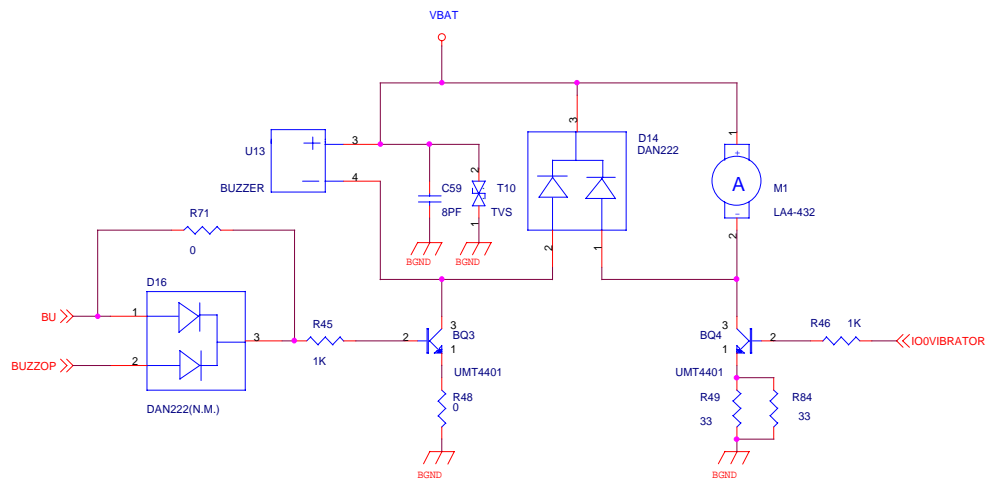 VBAT
U13
3
4
BUZZER
C59
8PF
2
T10
TVS
1
BGND
BGND
3
D14
DAN222
2
1
1
A
M1
LA4-432
2
R71
0
D16
BU
1
BUZZOP
2
3
DAN222(N.M.)
R45
1K
2
3
BQ3
1
UMT4401
R48
0
BGND
3
BQ4
1
2
UMT4401
R46
1K
IO0VIBRATOR
R49
33
R84
33
BGND